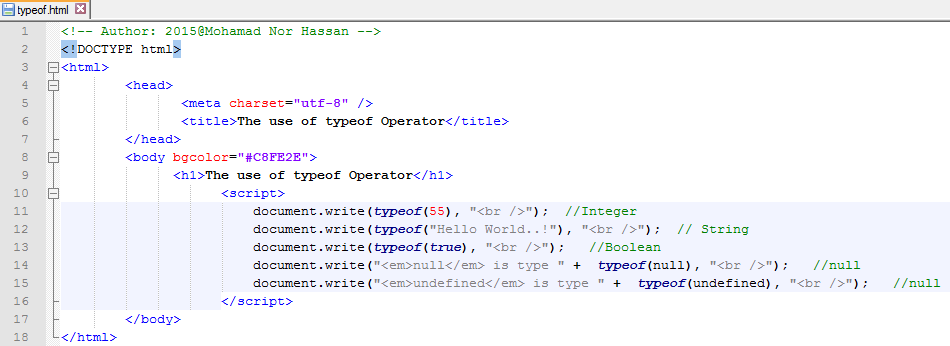 typeof.html
1 <!-- Author: 2015@Mohamad Nor Hassan -->
2 <!DOCTYPE html>
3 <html>
4 <head>
5 <meta charset="utf-8" />
6 <title>The use of typeof Operator</title>
7 </head>
8 <body bgcolor="#C8FE2E">
9 <h1>The use of typeof Operator</h1>
10 <script>
11 document.write(typeof(55), "<br />");  //Integer
12 document.write(typeof("Hello World..!"), "<br />");  // String
13 document.write(typeof(true), "<br />");   //Boolean
14 document.write("<em>null</em> is type " +  typeof(null), "<br />");   //null
15 document.write("<em>undefined</em> is type " +  typeof(undefined), "<br />");   //null
16 </script>
17 </body>
18 </html>